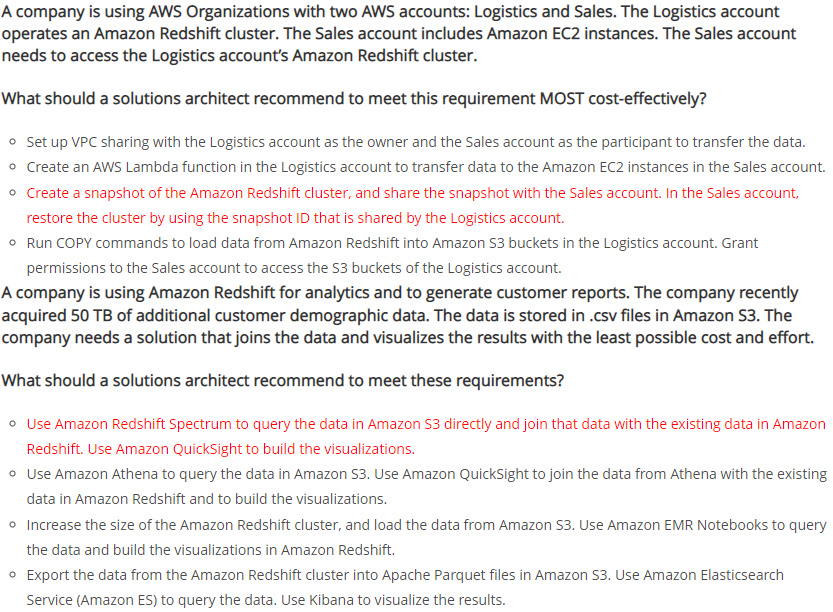 A company is using AWS Organizations with two AWS accounts: Logistics and Sales. The Logistics account
operates an Amazon Redshift cluster. The Sales account includes Amazon EC2 instances. The Sales account
needs to access the Logistics account’s Amazon Redshift cluster.
What should a solutions architect recommend to meet this requirement MOST cost-effectively?
Set up VPC sharing with the Logistics account as the owner and the Sales account as the participant to transfer the data.
Create an AWS Lambda function in the Logistics account to transfer data to the Amazon EC2 instances in the Sales account.
Create a snapshot of the Amazon Redshift cluster, and share the snapshot with the Sales account. In the Sales account,
restore the cluster by using the snapshot ID that is shared by the Logistics account.
Run COPY commands to load data from Amazon Redshift into Amazon S3 buckets in the Logistics account. Grant
permissions to the Sales account to access the S3 buckets of the Logistics account.
A company is using Amazon Redshift for analytics and to generate customer reports. The company recently
acquired 50 TB of additional customer demographic data. The data is stored in .csv files in Amazon S3. The
company needs a solution that joins the data and visualizes the results with the least possible cost and effort.
What should a solutions architect recommend to meet these requirements?
Use Amazon Redshift Spectrum to query the data in Amazon S3 directly and join that data with the existing data in Amazon
Redshift. Use Amazon QuickSight to build the visualizations.
Use Amazon Athena to query the data in Amazon S3. Use Amazon QuickSight to join the data from Athena with the existing
data in Amazon Redshift and to build the visualizations.
Increase the size of the Amazon Redshift cluster, and load the data from Amazon S3. Use Amazon EMR Notebooks to query
the data and build the visualizations in Amazon Redshift.
Export the data from the Amazon Redshift cluster into Apache Parquet files in Amazon S3. Use Amazon Elasticsearch
Service (Amazon ES) to query the data. Use Kibana to visualize the results.